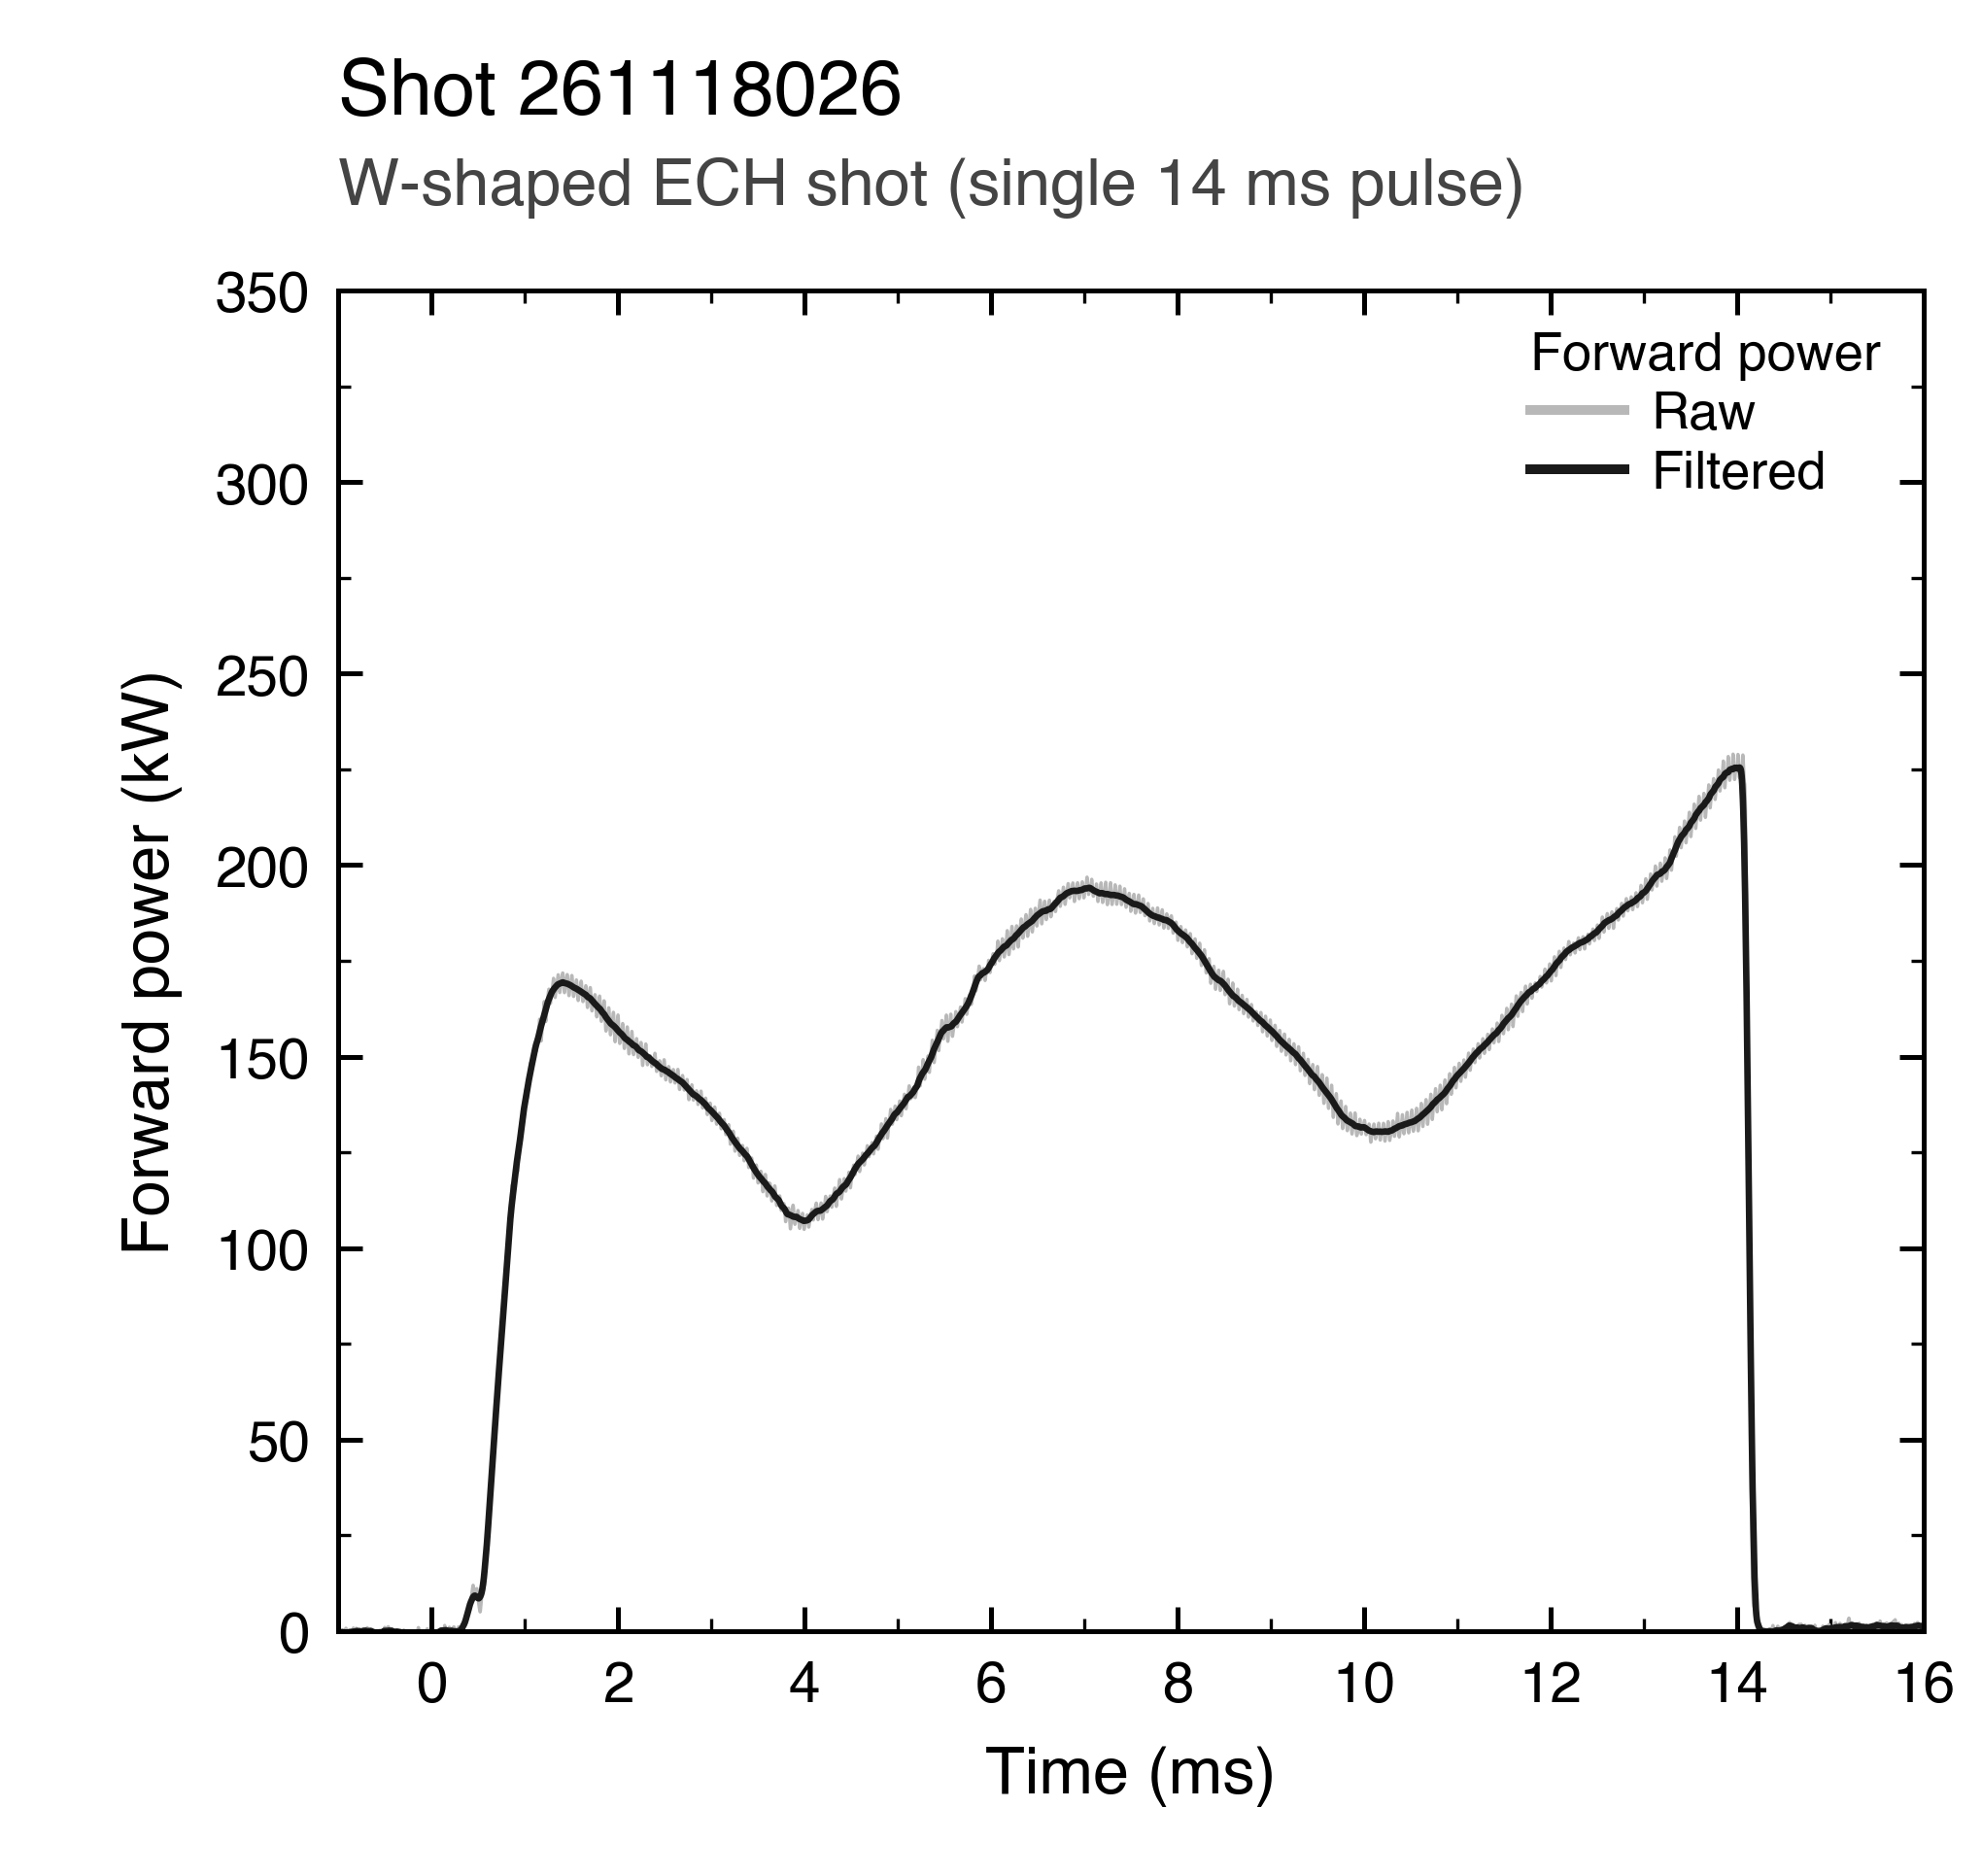 Shot 261118026
W-shaped ECH shot (single 14 ms pulse)
350
300
250
200
150
100
50
0
Forward power (kW)
Forward power
Raw
Filtered
0 2 4 6 8 10 12 14 16
Time (ms)